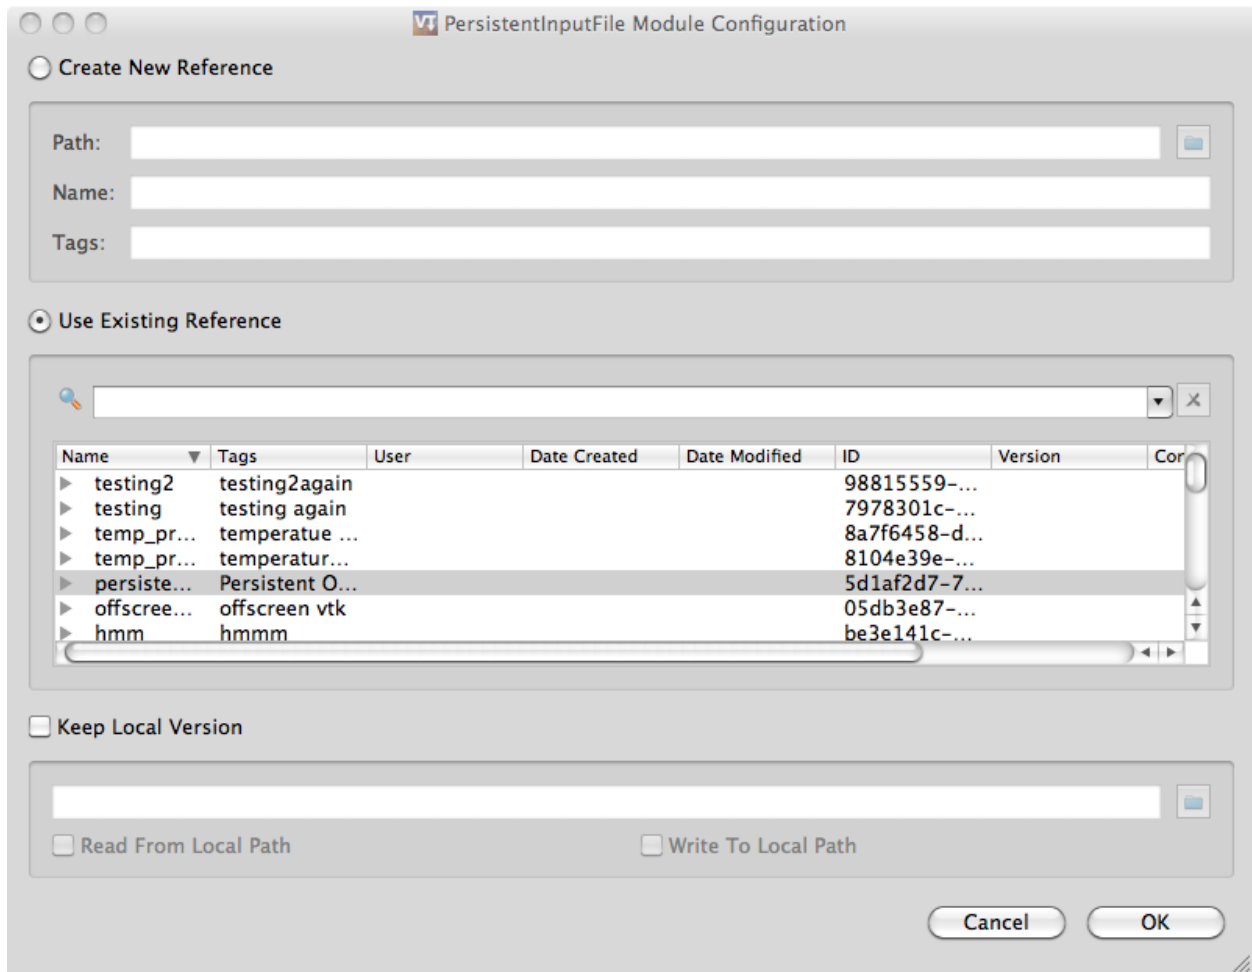 VT PersistentInputFile Module Configuration
Create New Reference
Path:
Name:
Tags:
Use Existing Reference
Name Tags User Date Created Date Modified ID Version Cor
testing2 testing2again 98815559-...
testing testing again 7978301c-...
temp_pr... temperatue ... 8a7f6458-d...
temp_pr... temperatur... 8104e39e-...
persiste... Persistent O... 5d1af2d7-7...
offscree... offscreen vtk 05db3e87-...
hmm hmmm be3e141c-...
Keep Local Version
Read From Local Path Write To Local Path
Cancel OK